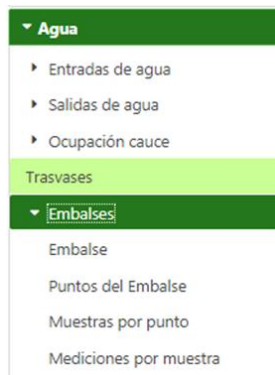 Agua
Entradas de agua
Salidas de agua
Ocupación cauce
Trasvases
Embalses
Embalse
Puntos del Embalse
Muestras por punto
Mediciones por muestra